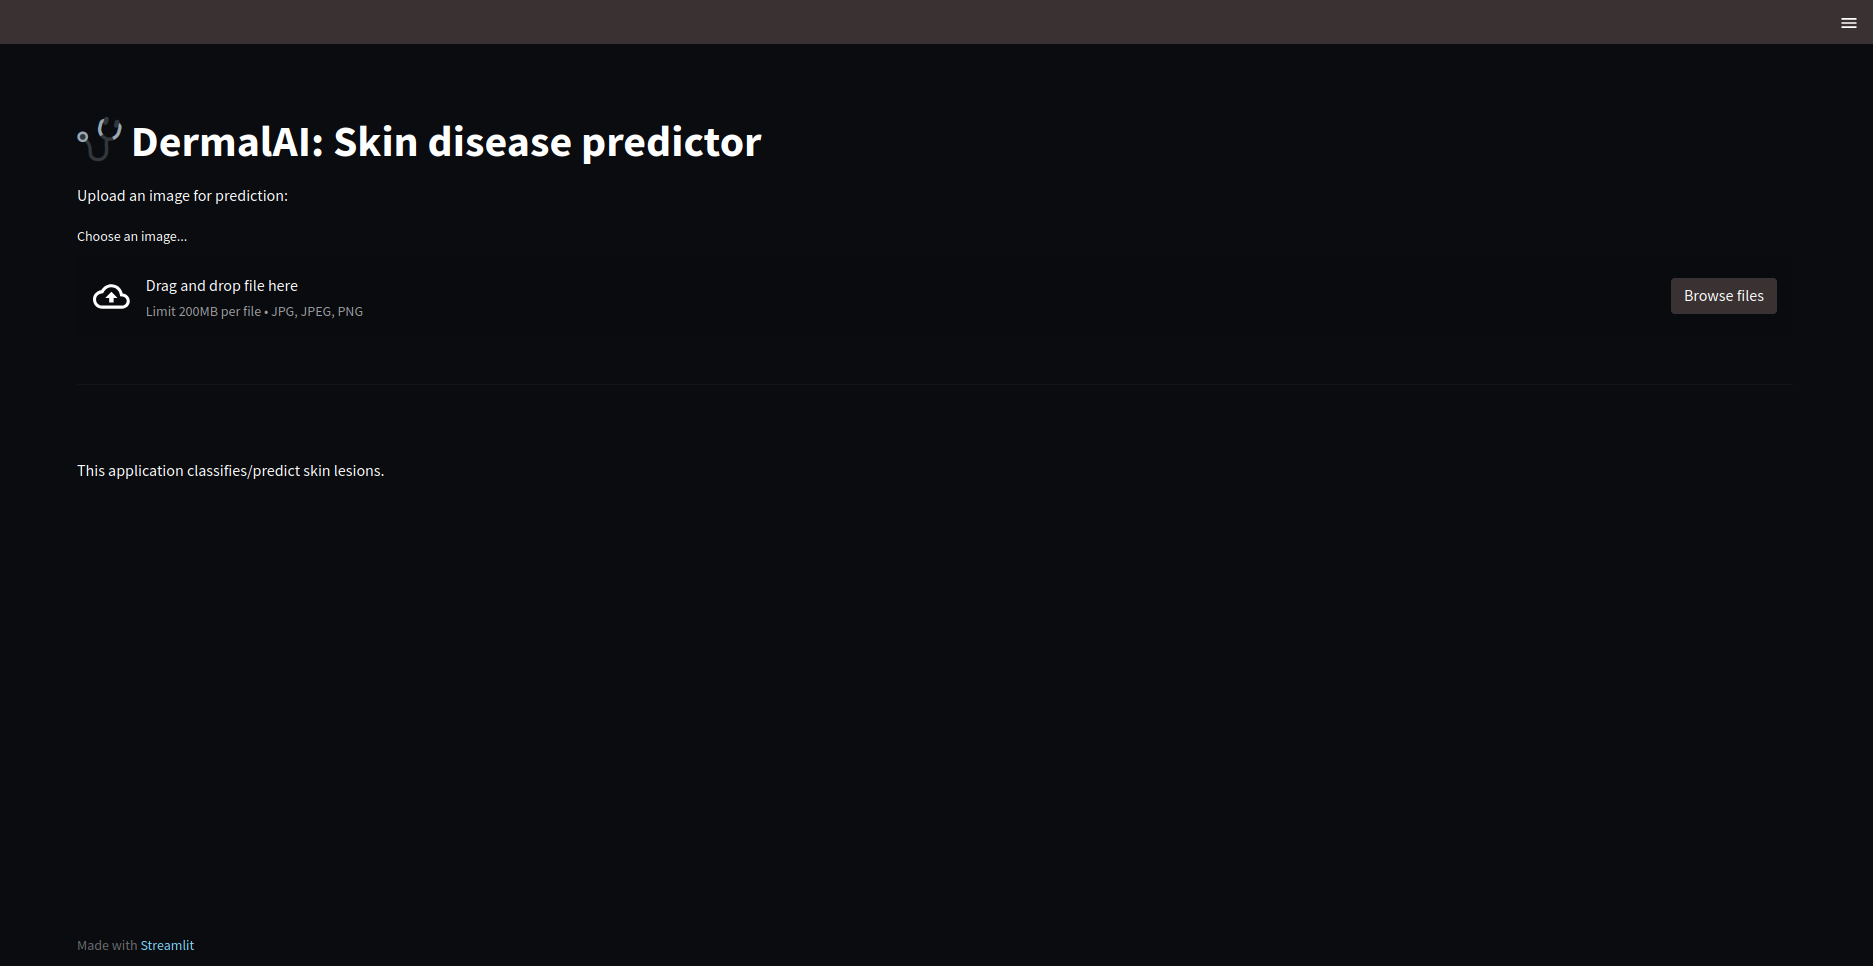 DermalAI: Skin disease predictor
Upload an image for prediction:
Choose an image...
Drag and drop file here
Limit 200MB per file • JPG, JPEG, PNG
Browse files
This application classifies/predict skin lesions.
Made with Streamlit